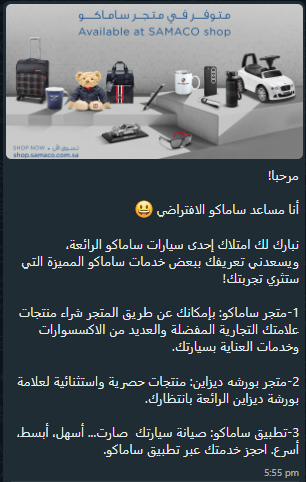 متوفر في متجر ساماكو
Available at SAMACO shop
SHOP NOW • تسوق الآن
shop.samaco.com.sa
مرحبا!
أنا مساعد ساماكو الافتراضي 😃
نبارك لك امتلاك إحدى سيارات ساماكو الرائعة،
ويسعدني تعريفك ببعض خدمات ساماكو المميزة التي
ستثري تجربتك!
1-متجر ساماكو: بإمكانك عن طريق المتجر شراء منتجات
علامتك التجارية المفضلة والعديد من الاكسسوارات
وخدمات العناية بسيارتك.
2-متجر بورشه ديزاين: منتجات حصرية واستثنائية لعلامة
بورشة ديزاين الرائعة بانتظارك.
3-تطبيق ساماكو: صيانة سيارتك صارت... أسهل، أبسط،
أسرع. احجز خدمتك عبر تطبيق ساماكو.
5:55 pm